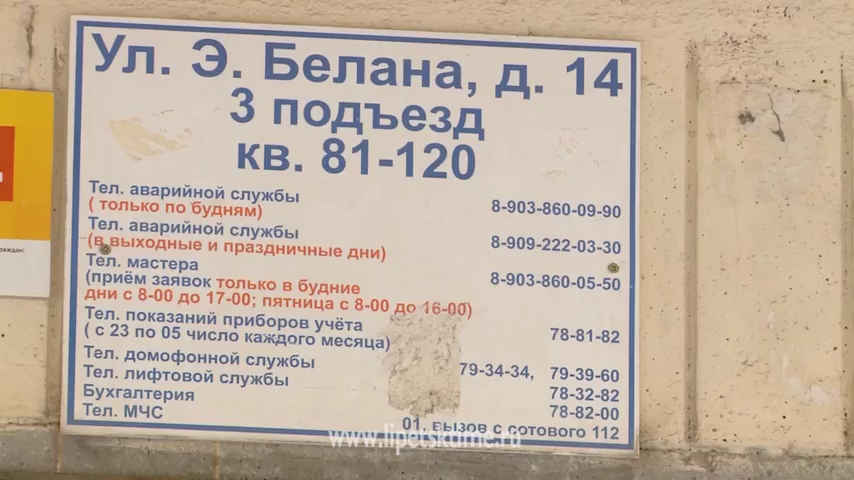 Ул. Э. Белана, д. 14
3 подъезд
кв. 81-120
Тел. аварийной службы
( только по будням) 8-903-860-09-90
Тел. аварийной службы
(в выходные и праздничные дни) 8-909-222-03-30
Тел. мастера
(приём заявок только в будние 8-903-860-05-50
дни с 8-00 до 17-00; пятница с 8-00 до 16-00)
Тел. показаний приборов учёта
( с 23 по 05 число каждого месяца) 78-81-82
Тел. домофонной службы
Тел. лифтовой службы 79-34-34, 79-39-60
Бухгалтерия 78-32-82
Тел. МЧС 78-82-00
01, вызов с сотового 112